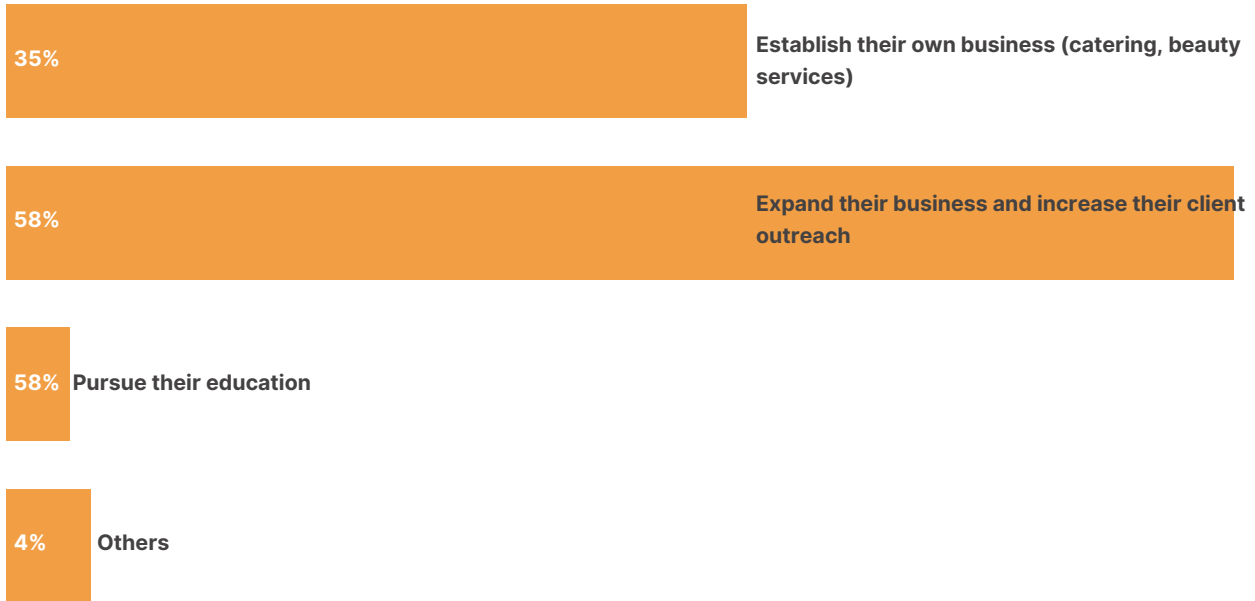 35%
Establish their own business (catering, beauty
services)
58%
Expand their business and increase their client
outreach
58% Pursue their education
4% Others